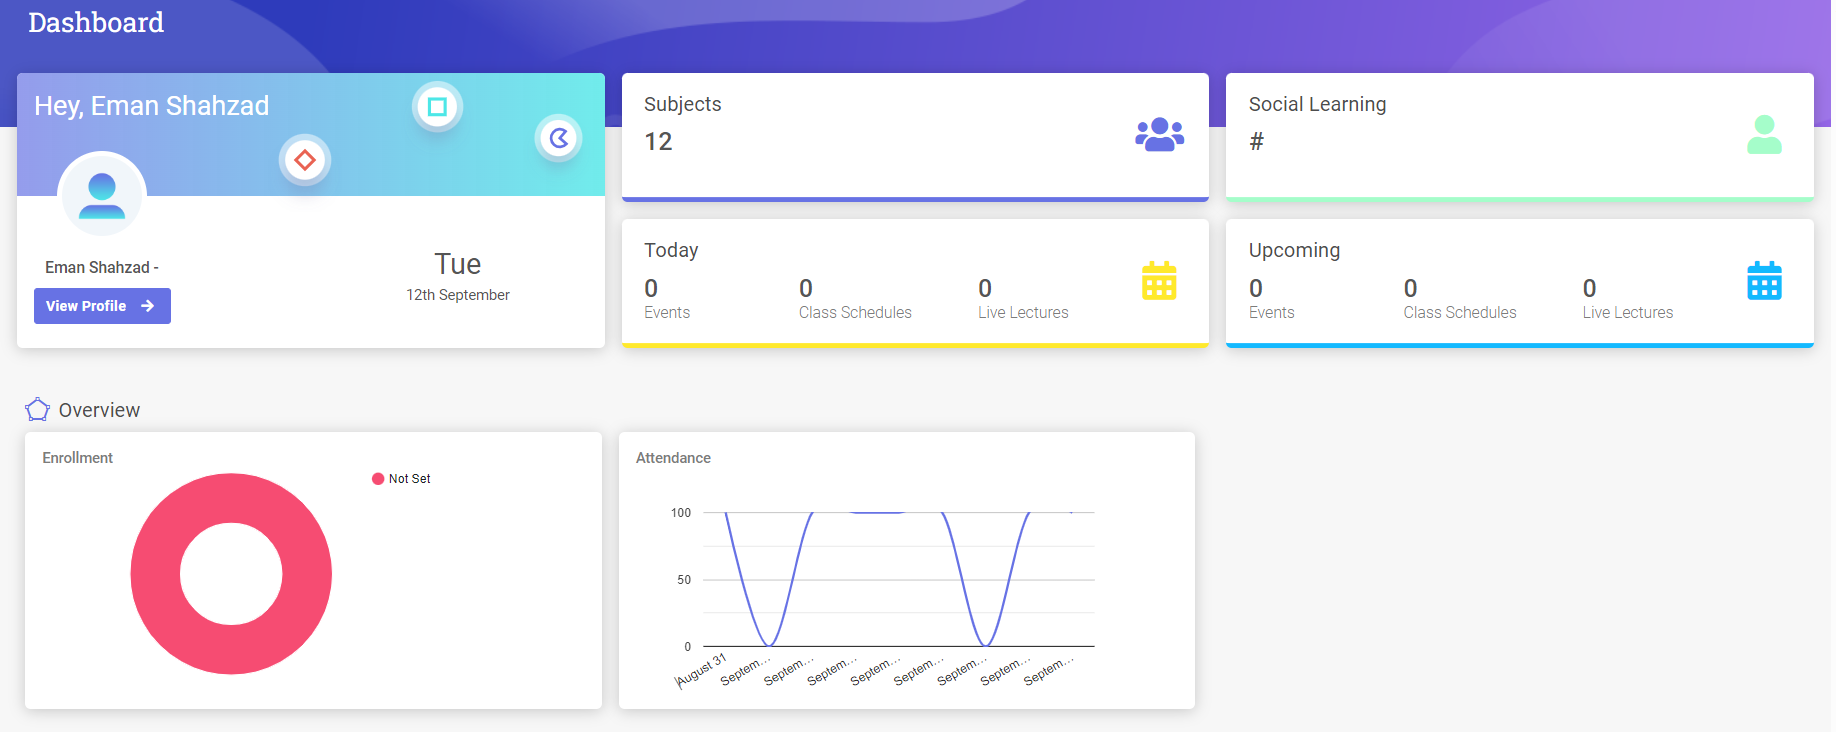 Dashboard
Hey, Eman Shahzad
Eman Shahzad -
View Profile
Tue
12th September
Subjects
12
Social Learning
#
Today
0 0 0
Events Class Schedules Live Lectures
Upcoming
0 0 0
Events Class Schedules Live Lectures
Overview
Enrollment
Not Set
Attendance
100
50
0
August 31 Septem... Septem... Septem... Septem... Septem... Septem... Septem... Septem...